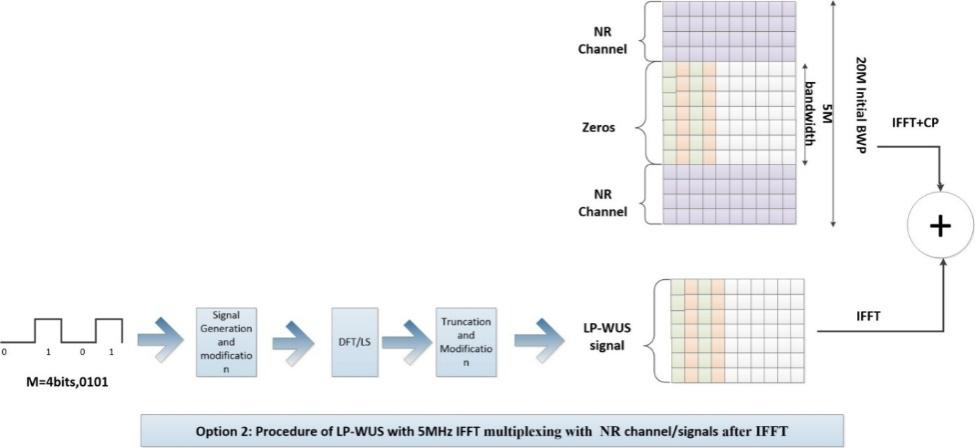 NR
Channel
Zeros
NR
Channel
5M
bandwidth
20M Initial BWP
IFFT+CP
+
0
1
0
1
M=4bits,0101
Signal
Generation
and
modificatio
n
DFT/LS
Truncation
and
Modificatio
n
LP-WUS
signal
IFFT
Option 2: Procedure of LP-WUS with 5MHz IFFT multiplexing with NR channel/signals after IFFT